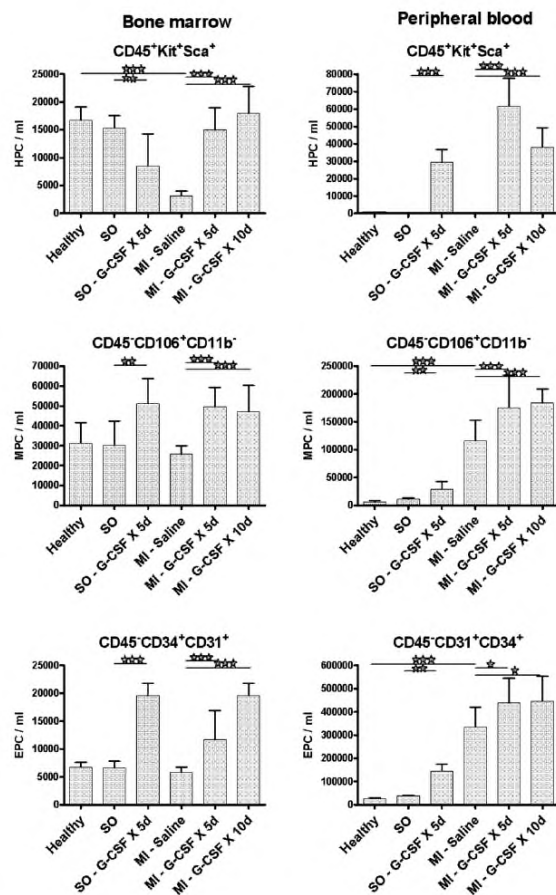 Bone marrow
CD45⁺Kit⁺Sca⁺
25000
20000
15000
10000
5000
0
HPC / ml
Healthy
SO
SO - G-CSF X 5d
MI - Saline
MI - G-CSF X 5d
MI - G-CSF X 10d
Peripheral blood
CD45⁺Kit⁺Sca⁺
80000
70000
60000
50000
40000
30000
20000
10000
0
HPC / ml
Healthy
SO
SO - G-CSF X 5d
MI - Saline
MI - G-CSF X 5d
MI - G-CSF X 10d
CD45⁻CD106⁺CD11b⁻
70000
60000
50000
40000
30000
20000
10000
0
MPC / ml
Healthy
SO
SO - G-CSF X 5d
MI - Saline
MI - G-CSF X 5d
MI - G-CSF X 10d
CD45⁻CD106⁺CD11b⁻
250000
200000
150000
100000
50000
0
MPC / ml
Healthy
SO
SO - G-CSF X 5d
MI - Saline
MI - G-CSF X 5d
MI - G-CSF X 10d
CD45⁻CD34⁺CD31⁺
25000
20000
15000
10000
5000
0
EPC / ml
Healthy
SO
SO - G-CSF X 5d
MI - Saline
MI - G-CSF X 5d
MI - G-CSF X 10d
CD45⁻CD31⁺CD34⁺
600000
500000
400000
300000
200000
100000
0
EPC / ml
Healthy
SO
SO - G-CSF X 5d
MI - Saline
MI - G-CSF X 5d
MI - G-CSF X 10d